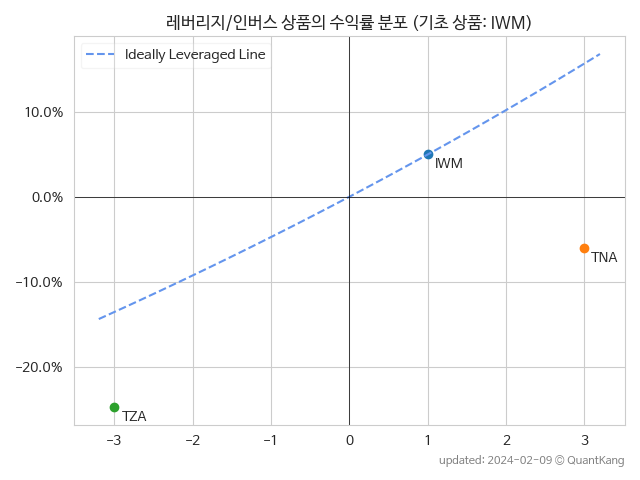 레버리지/인버스 상품의 수익률 분포 (기초 상품: IWM)
Ideally Leveraged Line
10.0%
IWM
0.0%
TNA
−10.0%
−20.0%
TZA
−3 −2 −1 0 1 2 3
updated: 2024-02-09 © QuantKang